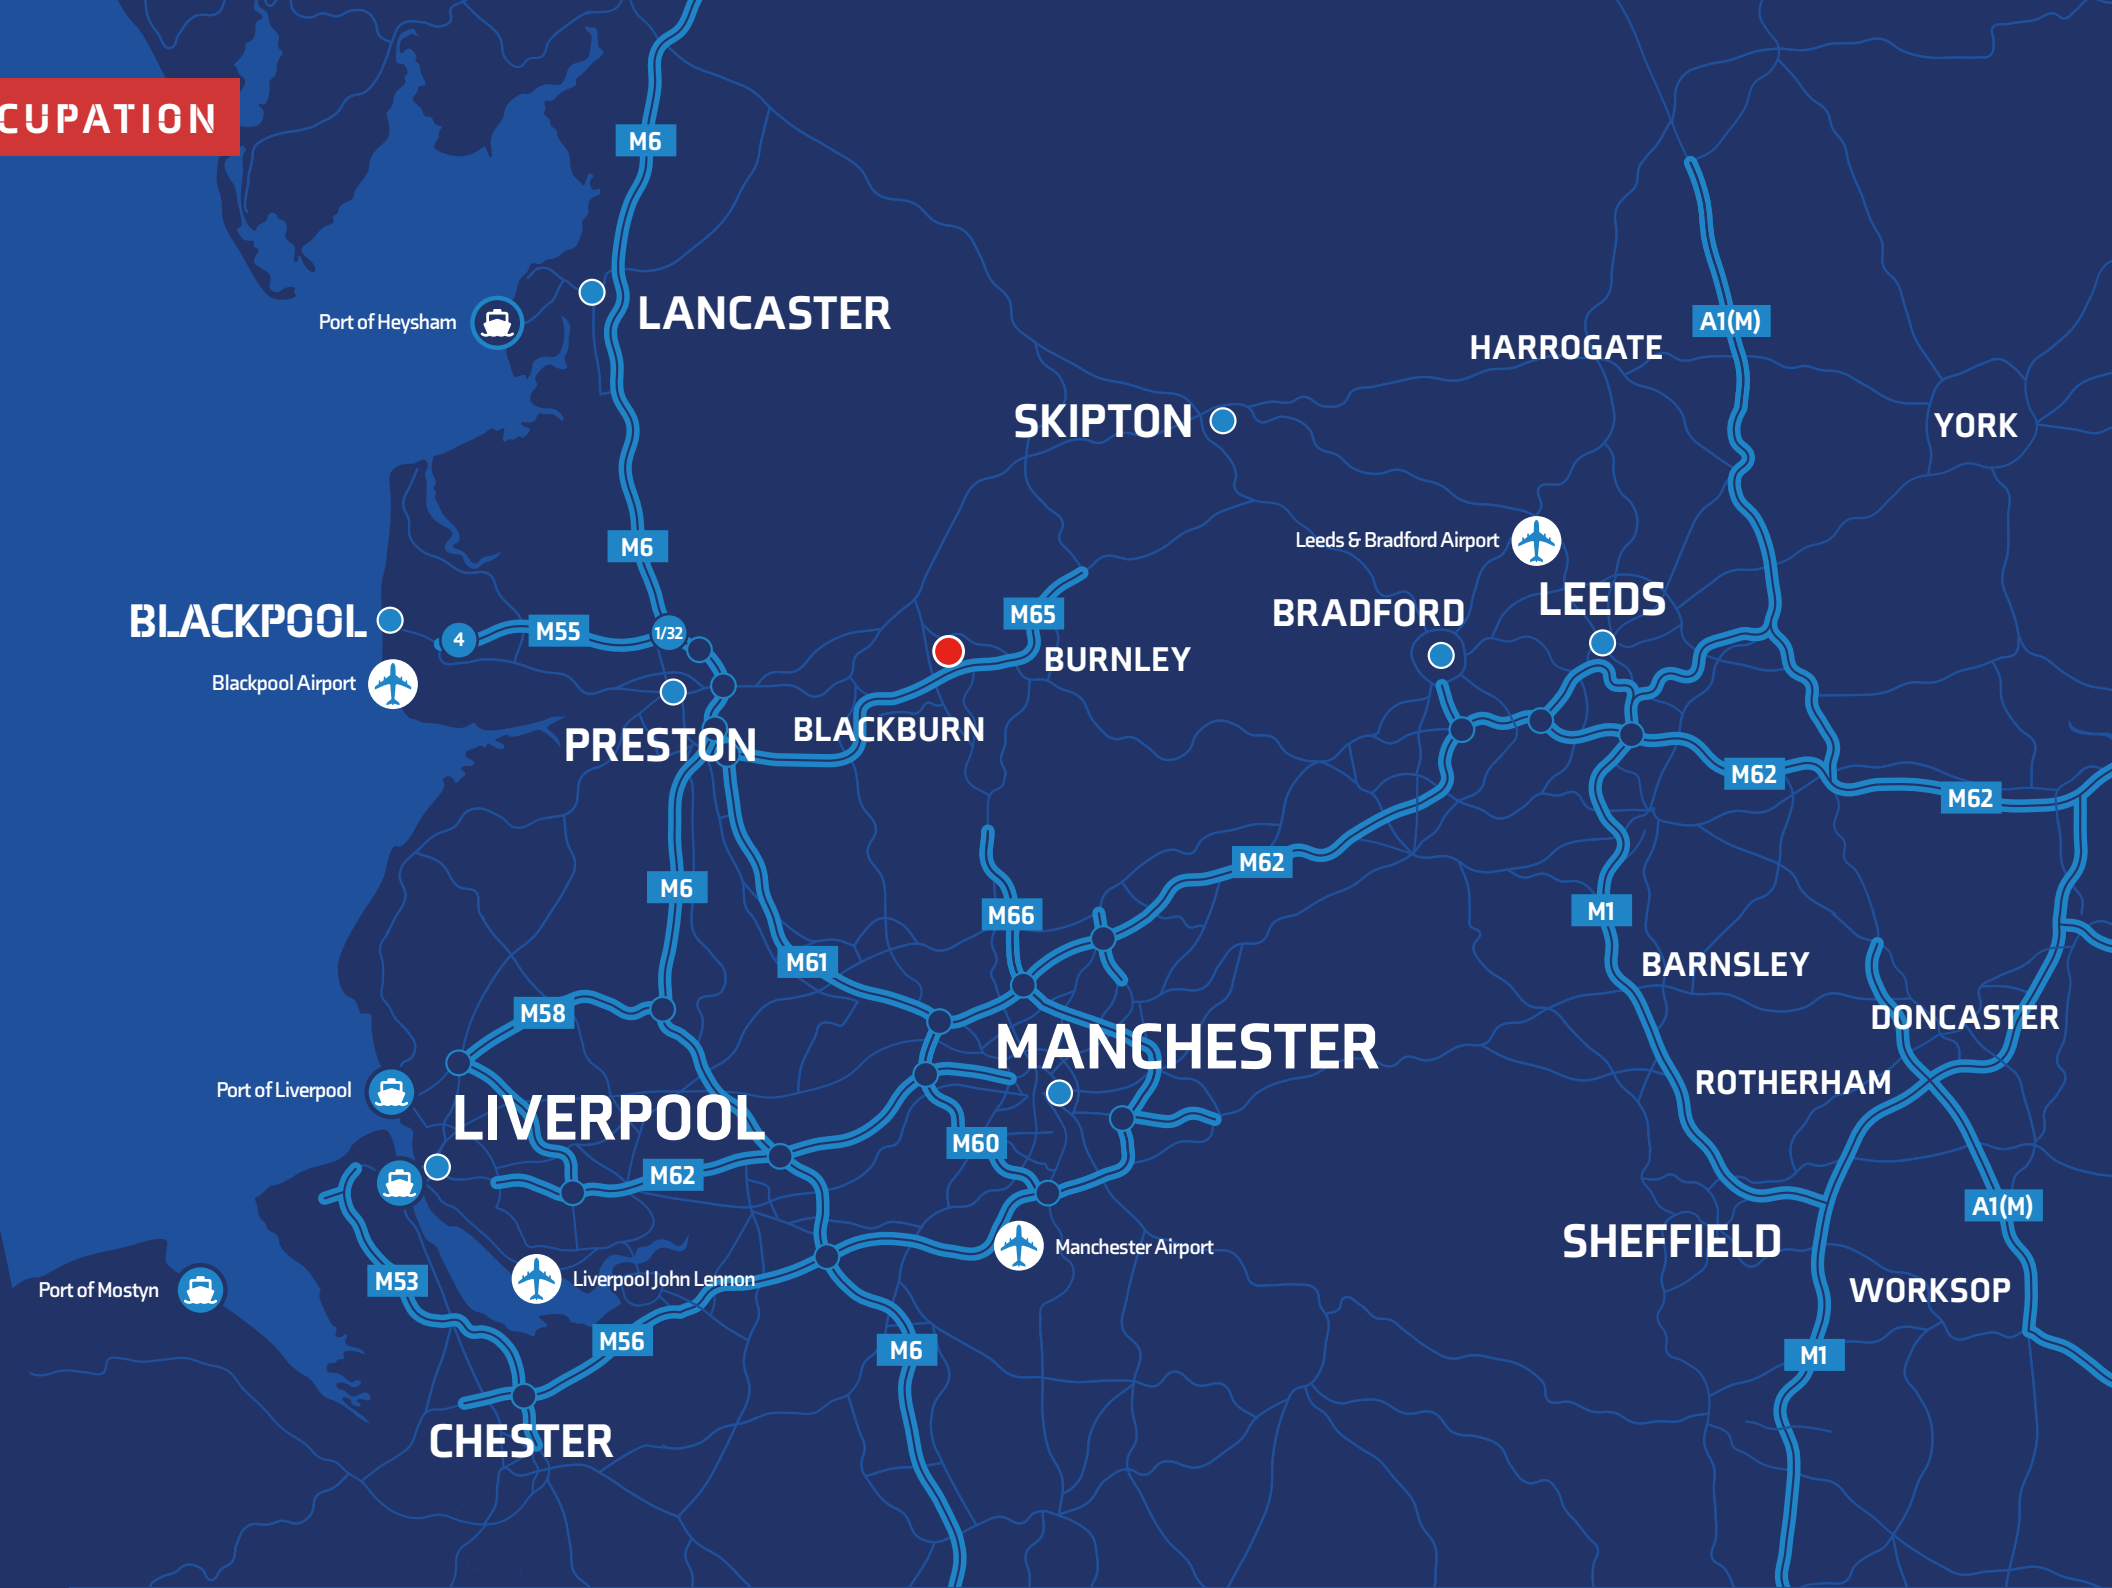 CUPATION
M6
Port of Heysham
LANCASTER
A1(M)
HARROGATE
SKIPTON
YORK
M6
Leeds & Bradford Airport
LEEDS
BRADFORD
M65
BLACKPOOL
4
M55
1/32
BURNLEY
Blackpool Airport
PRESTON
BLACKBURN
M62
M62
M62
M6
M66
M1
M61
BARNSLEY
M58
DONCASTER
MANCHESTER
Port of Liverpool
ROTHERHAM
LIVERPOOL
M60
M62
A1(M)
SHEFFIELD
Manchester Airport
M53
Liverpool John Lennon
Port of Mostyn
WORKSOP
M56
M6
M1
CHESTER